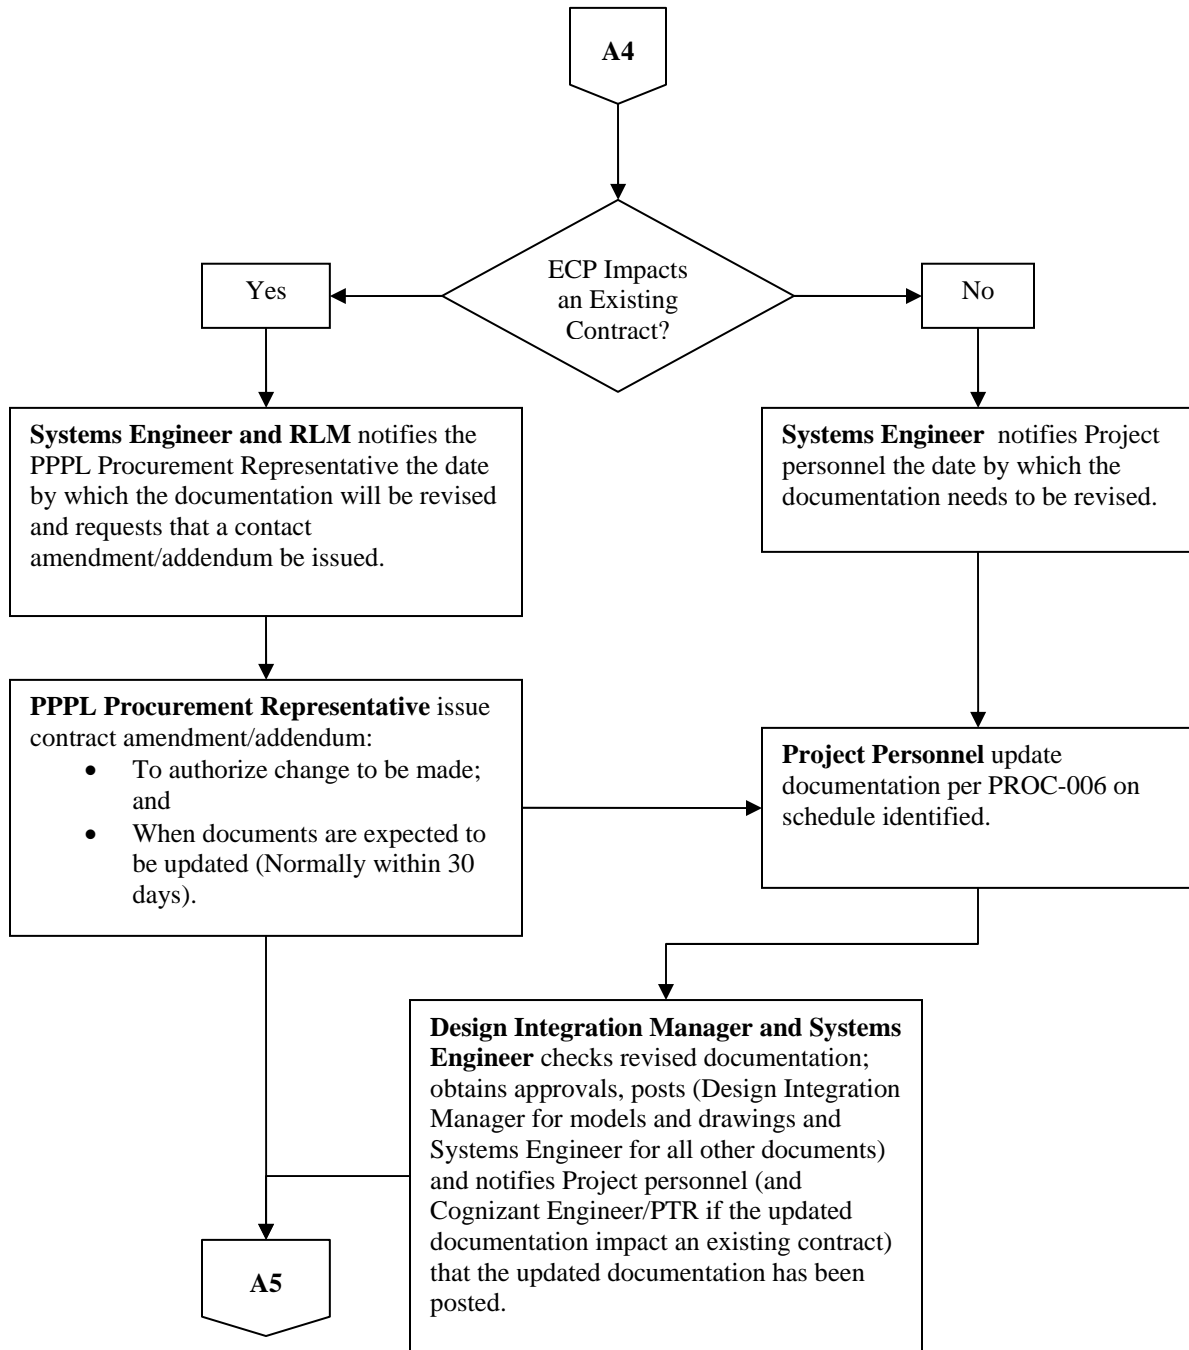 A4
ECP Impacts
an Existing
Contract?
Yes
No
Systems Engineer and RLM notifies the
PPPL Procurement Representative the date
by which the documentation will be revised
and requests that a contact
amendment/addendum be issued.
Systems Engineer  notifies Project
personnel the date by which the
documentation needs to be revised.
PPPL Procurement Representative issue
contract amendment/addendum:
• To authorize change to be made;
and
• When documents are expected to
be updated (Normally within 30
days).
Project Personnel update
documentation per PROC-006 on
schedule identified.
Design Integration Manager and Systems
Engineer checks revised documentation;
obtains approvals, posts (Design Integration
Manager for models and drawings and
Systems Engineer for all other documents)
and notifies Project personnel (and
Cognizant Engineer/PTR if the updated
documentation impact an existing contract)
that the updated documentation has been
posted.
A5